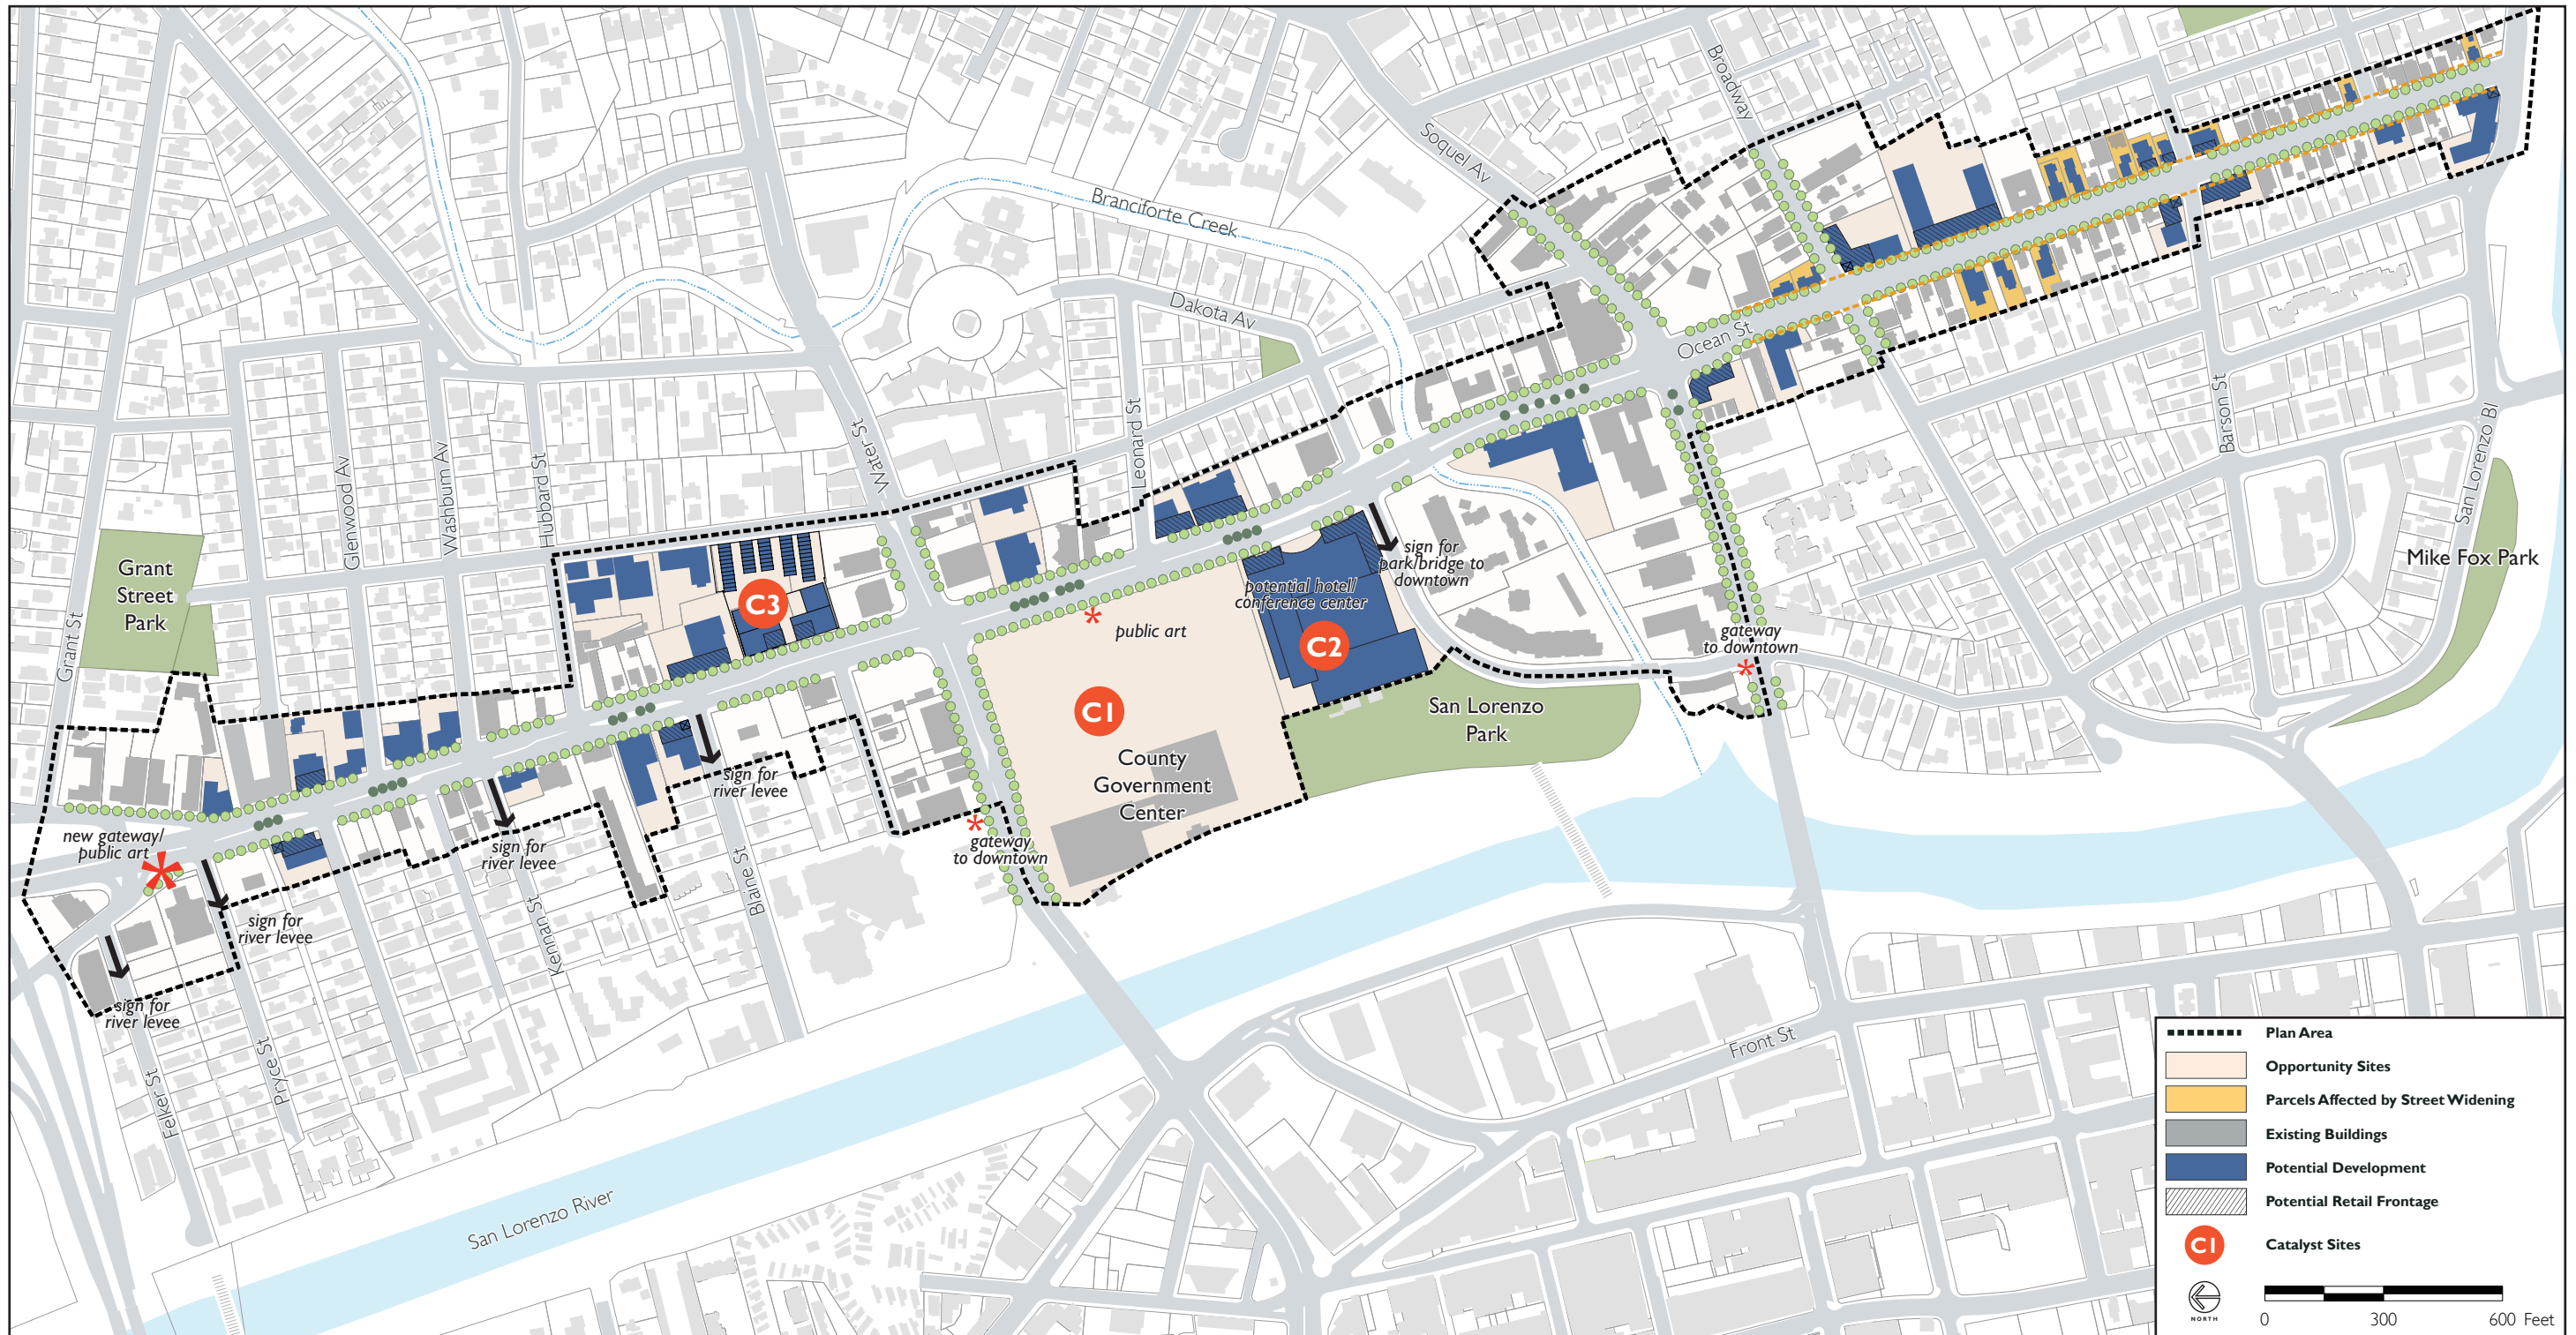 Broadway
Soquel Av
Branciforte Creek
Dakota Av
Ocean St
Leonard St
Water St
Barson St
San Lorenzo Bl
Mike Fox Park
Glenwood Av
Washburn Av
Hubbard St
Grant
Street
Park
Grant St
C3
sign for
park/bridge to
downtown
potential hotel/
conference center
C2
public art
gateway
to downtown
San Lorenzo
Park
C1
County
Government
Center
sign for
river levee
new gateway/
public art
sign for
river levee
gateway
to downtown
sign for
river levee
sign for
river levee
Blaine St
Kennan St
Pryce St
Felker St
San Lorenzo River
Front St
Plan Area
Opportunity Sites
Parcels Affected by Street Widening
Existing Buildings
Potential Development
Potential Retail Frontage
C1 Catalyst Sites
NORTH
0 300 600 Feet